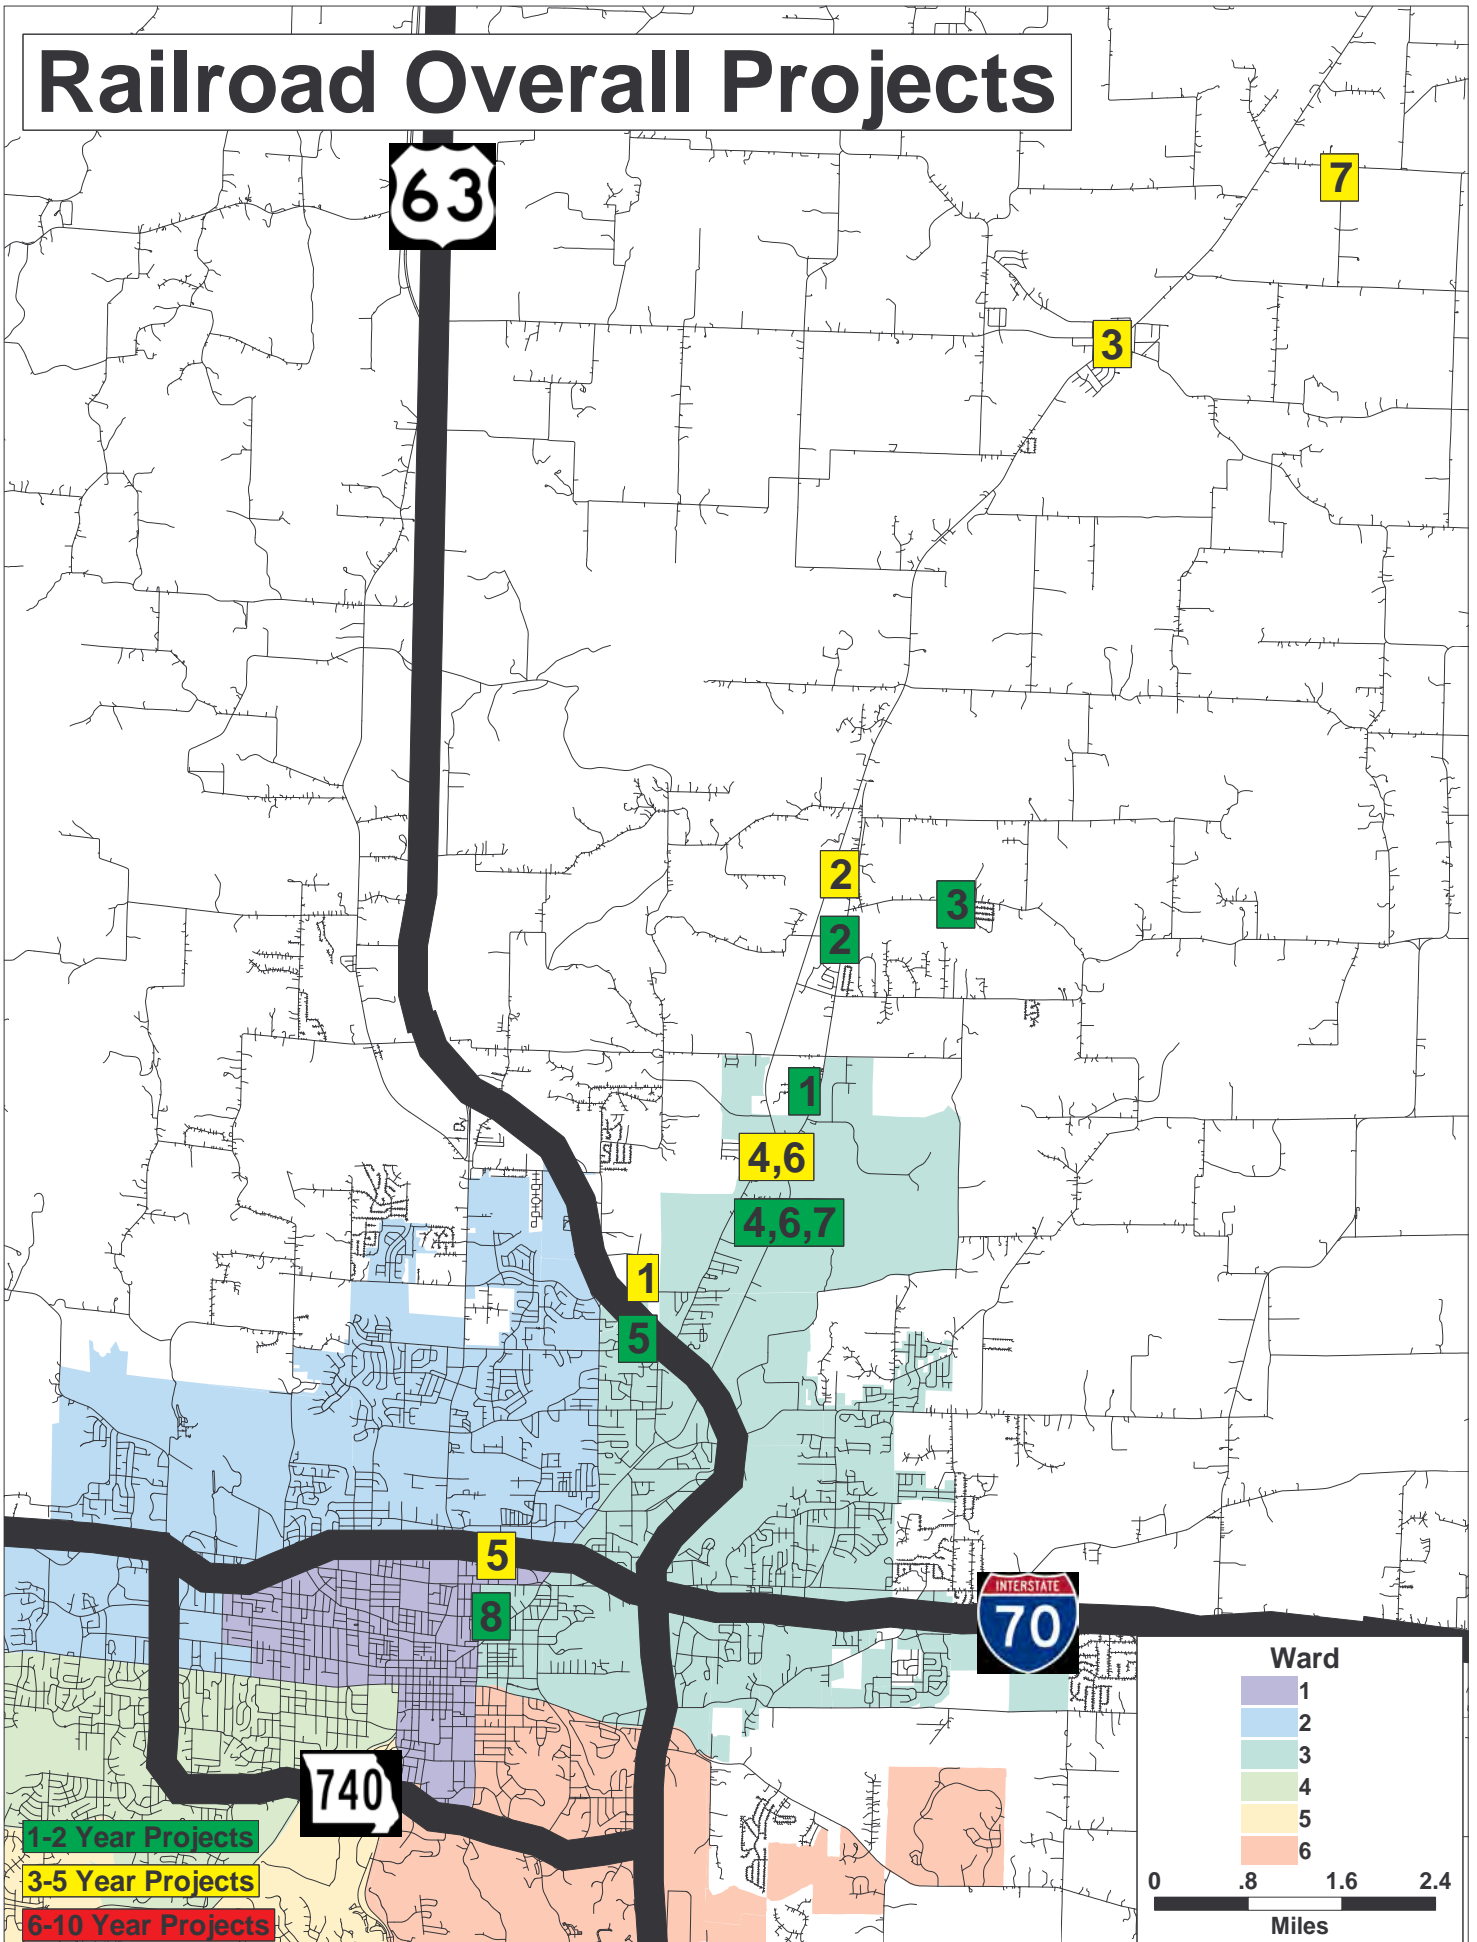 Railroad Overall Projects
63
7
3
2
3
2
1
4,6
4,6,7
1
5
5
8
INTERSTATE
70
740
1-2 Year Projects
3-5 Year Projects
6-10 Year Projects
Ward
1
2
3
4
5
6
0 .8 1.6 2.4
Miles